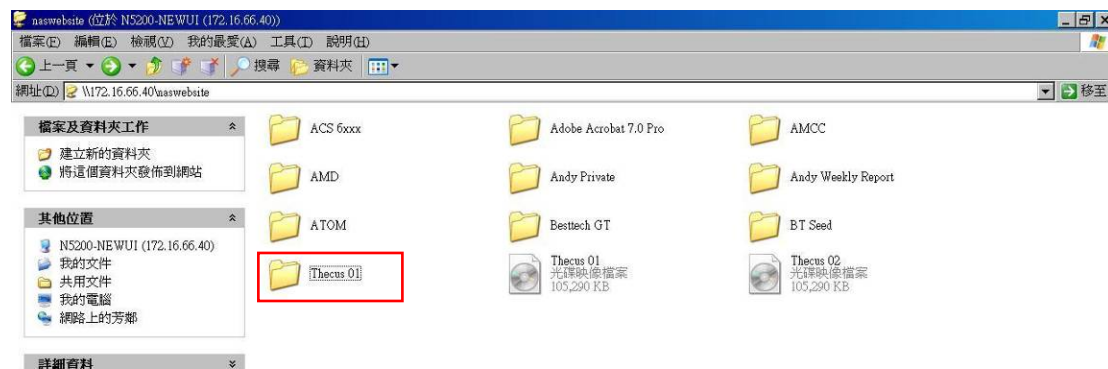 naswebsite (位於 N5200-NEWUI (172.16.66.40))
檔案(F) 編輯(E) 檢視(V) 我的最愛(A) 工具(T) 說明(H)
上一頁 搜尋 資料夾
網址(D) \\172.16.66.40\naswebsite 移至
檔案及資料夾工作
建立新的資料夾
將這個資料夾發佈到網站
其他位置
N5200-NEWUI (172.16.66.40)
我的文件
共用文件
我的電腦
網路上的芳鄰
詳細資料
ACS 6xxx Adobe Acrobat 7.0 Pro AMCC
AMD Andy Private Andy Weekly Report
ATOM Besttech GT BT Seed
Thecus 01 Thecus 01 Thecus 02
光碟映像檔案 光碟映像檔案
105,290 KB 105,290 KB